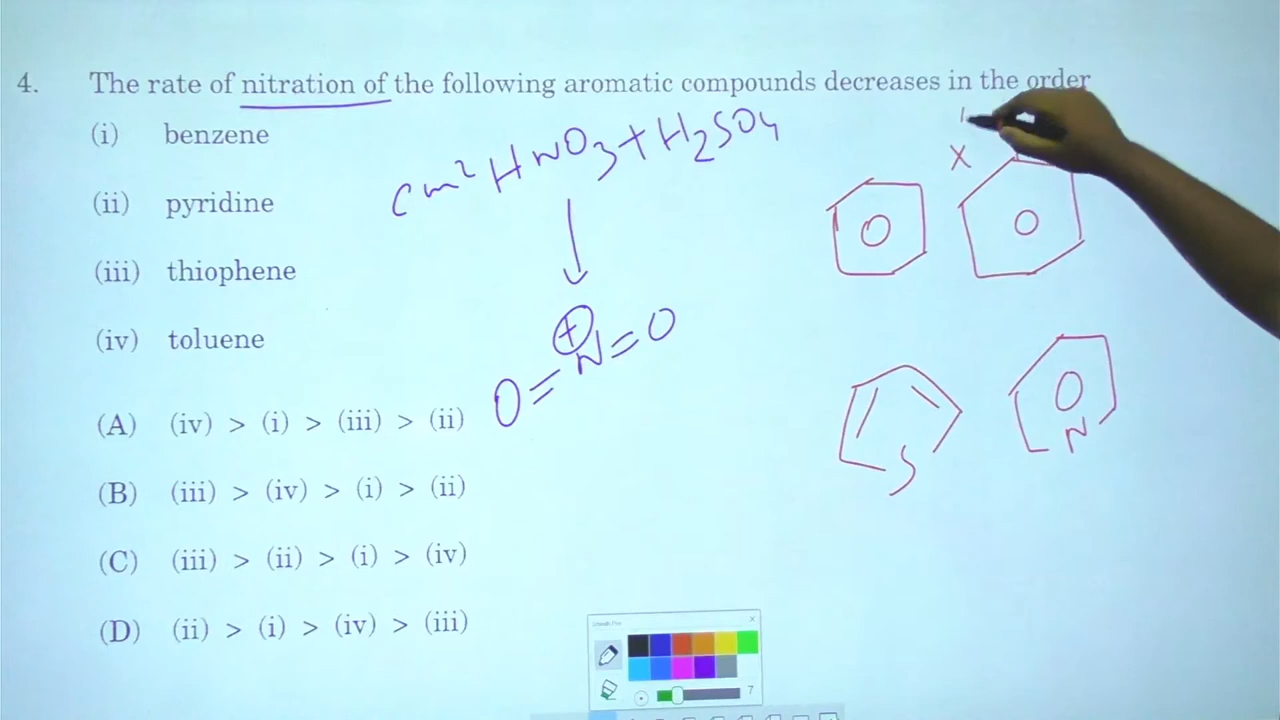 4. The rate of nitration of the following aromatic compounds decreases in the order
(i) benzene
(ii) pyridine
(iii) thiophene
(iv) toluene
(A) (iv) > (i) > (iii) > (ii)
(B) (iii) > (iv) > (i) > (ii)
(C) (iii) > (ii) > (i) > (iv)
(D) (ii) > (i) > (iv) > (iii)
HNO3+H2SO4
O=N=O
+
X
O
O
S
O
N
7